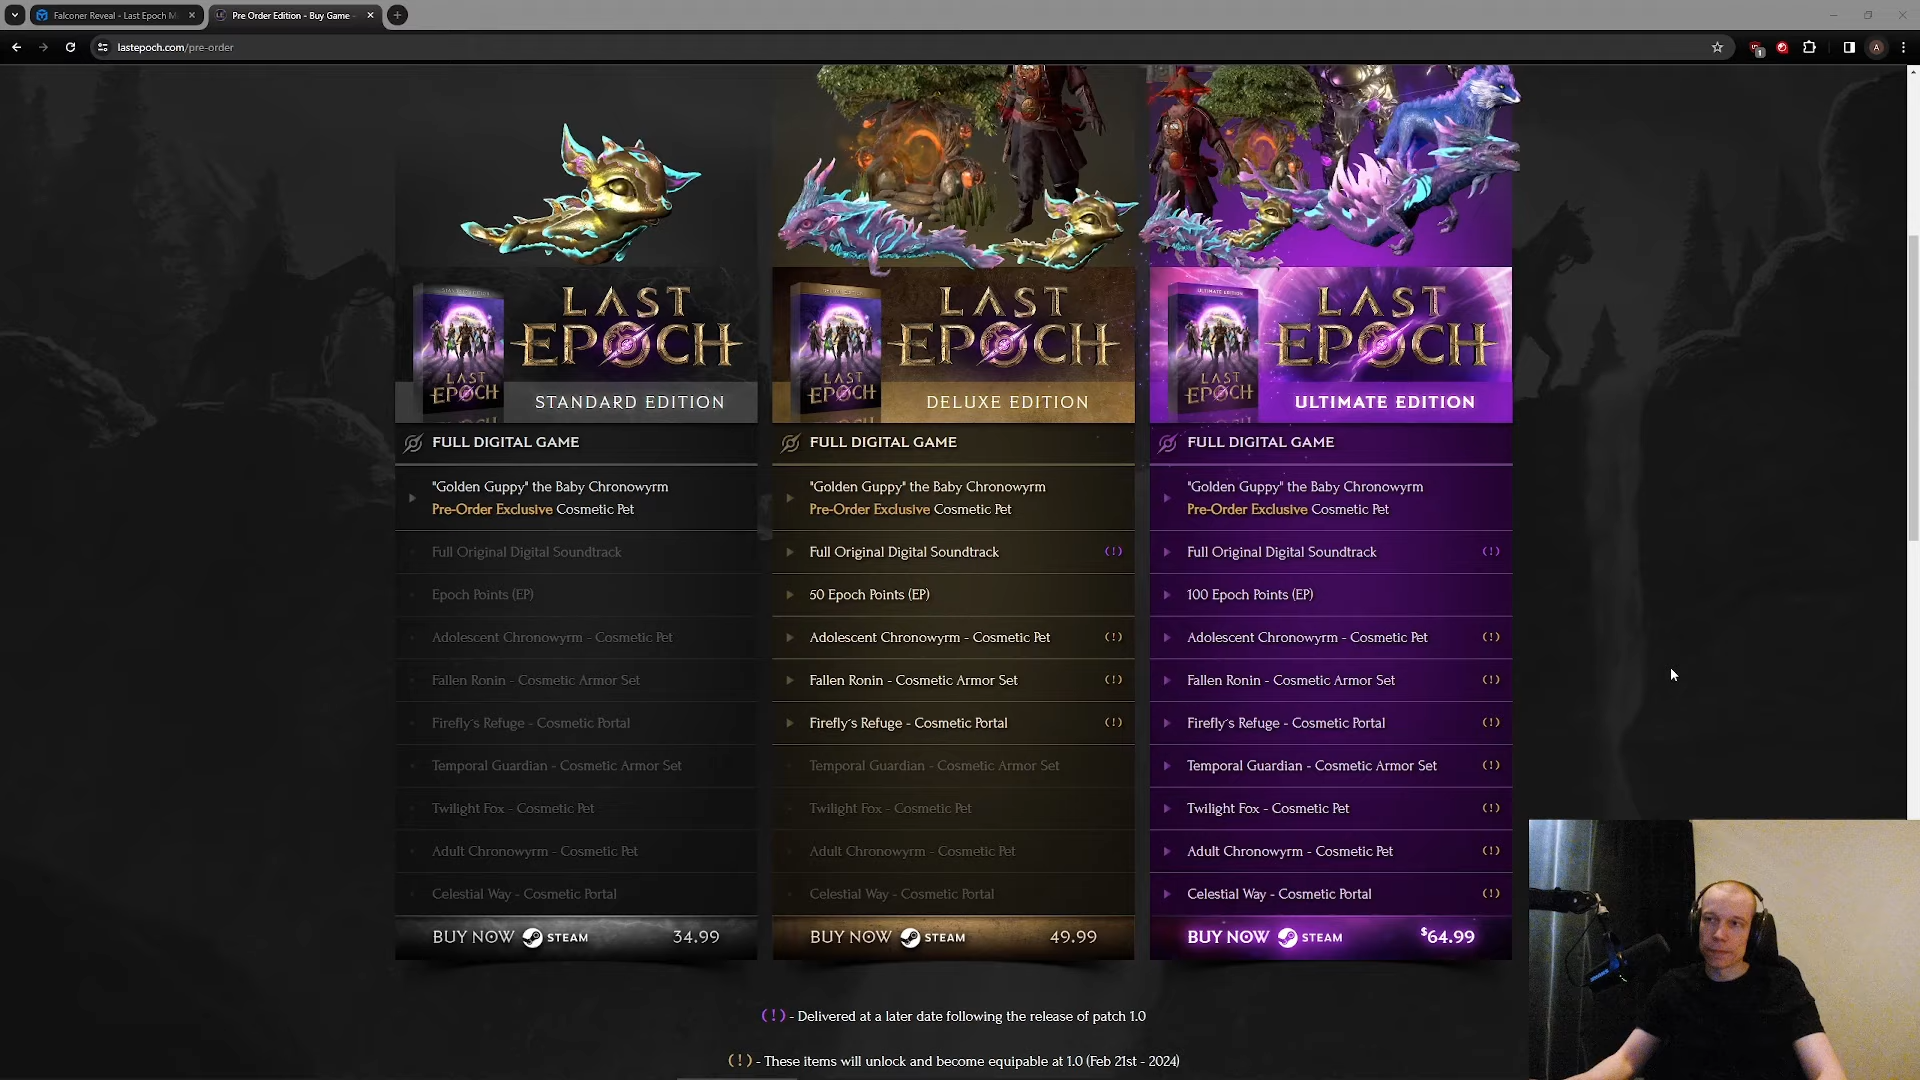 Falconer Reveal - Last Epoch M
Pre Order Edition - Buy Game -
lastepoch.com/pre-order
1
A
LAST
EPOCH
LAST
EPOCH
STANDARD EDITION
FULL DIGITAL GAME
"Golden Guppy" the Baby Chronowyrm
Pre-Order Exclusive Cosmetic Pet
Full Original Digital Soundtrack
Epoch Points (EP)
Adolescent Chronowyrm - Cosmetic Pet
Fallen Ronin - Cosmetic Armor Set
Firefly's Refuge - Cosmetic Portal
Temporal Guardian - Cosmetic Armor Set
Twilight Fox - Cosmetic Pet
Adult Chronowyrm - Cosmetic Pet
Celestial Way - Cosmetic Portal
BUY NOW STEAM 34.99
LAST
EPOCH
LAST
EPOCH
DELUXE EDITION
FULL DIGITAL GAME
"Golden Guppy" the Baby Chronowyrm
Pre-Order Exclusive Cosmetic Pet
Full Original Digital Soundtrack (!)
50 Epoch Points (EP)
Adolescent Chronowyrm - Cosmetic Pet (!)
Fallen Ronin - Cosmetic Armor Set (!)
Firefly's Refuge - Cosmetic Portal (!)
Temporal Guardian - Cosmetic Armor Set
Twilight Fox - Cosmetic Pet
Adult Chronowyrm - Cosmetic Pet
Celestial Way - Cosmetic Portal
BUY NOW STEAM 49.99
ULTIMATE EDITION
LAST
EPOCH
LAST
EPOCH
ULTIMATE EDITION
FULL DIGITAL GAME
"Golden Guppy" the Baby Chronowyrm
Pre-Order Exclusive Cosmetic Pet
Full Original Digital Soundtrack (!)
100 Epoch Points (EP)
Adolescent Chronowyrm - Cosmetic Pet (!)
Fallen Ronin - Cosmetic Armor Set (!)
Firefly's Refuge - Cosmetic Portal (!)
Temporal Guardian - Cosmetic Armor Set (!)
Twilight Fox - Cosmetic Pet (!)
Adult Chronowyrm - Cosmetic Pet (!)
Celestial Way - Cosmetic Portal (!)
BUY NOW STEAM $64.99
(!) - Delivered at a later date following the release of patch 1.0
(!) - These items will unlock and become equipable at 1.0 (Feb 21st - 2024)